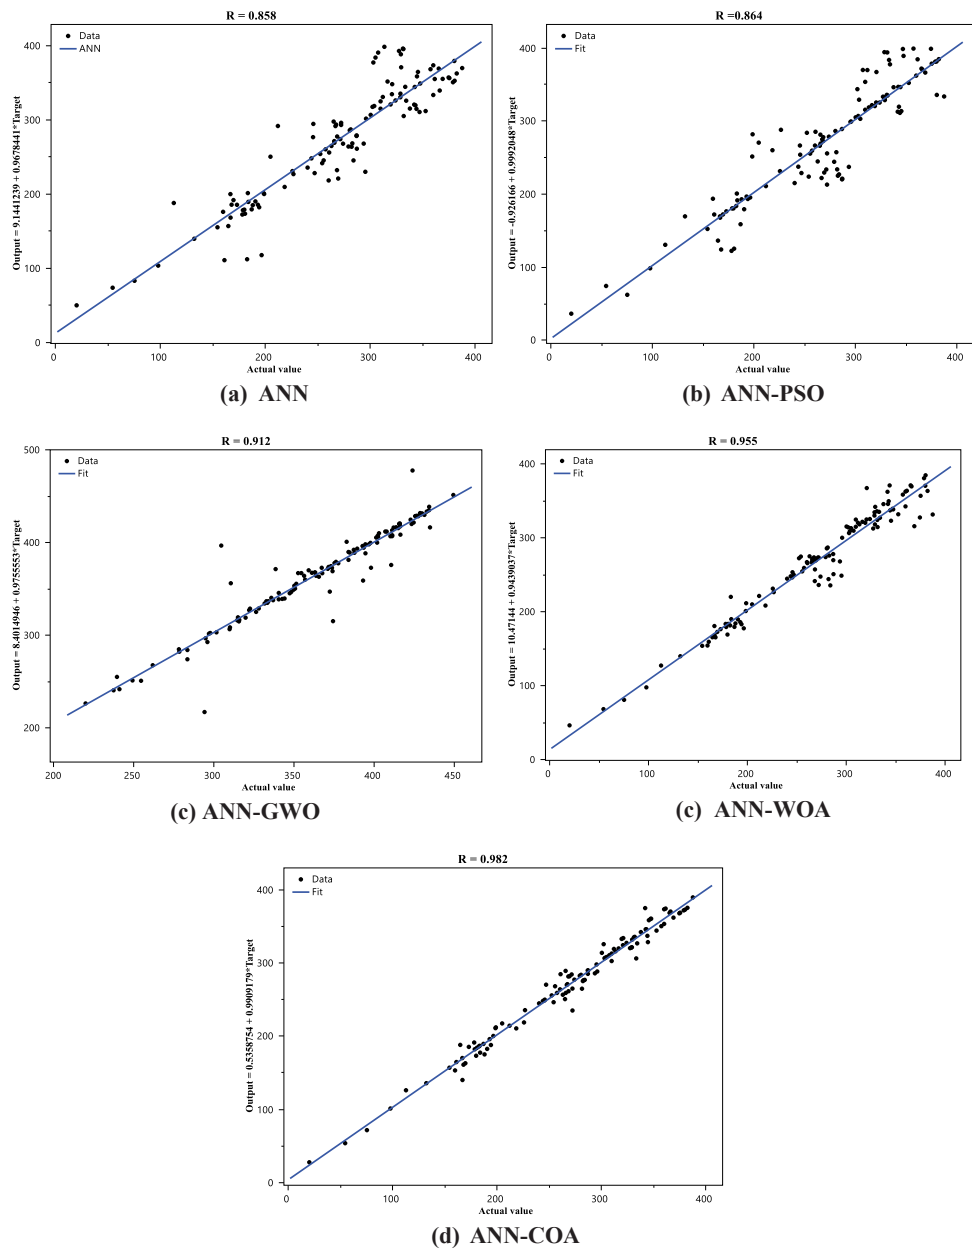 R = 0.858
Data
ANN
Output = 9.1441239 + 0.9678441*Target
400
300
200
100
0
0 100 200 300 400
Actual value
(a) ANN
R =0.864
Data
Fit
Output = -0.926166 + 0.9992048*Target
400
300
200
100
0
0 100 200 300 400
Actual value
(b) ANN-PSO
R = 0.912
Data
Fit
Output = 8.4014946 + 0.9755553*Target
500
400
300
200
200 250 300 350 400 450
Actual value
(c) ANN-GWO
R = 0.955
Data
Fit
Output = 10.47144 + 0.9439037*Target
400
300
200
100
0
0 100 200 300 400
Actual value
(c) ANN-WOA
R = 0.982
Data
Fit
Output = 0.5358754 + 0.9909179*Target
400
300
200
100
0
0 100 200 300 400
Actual value
(d) ANN-COA